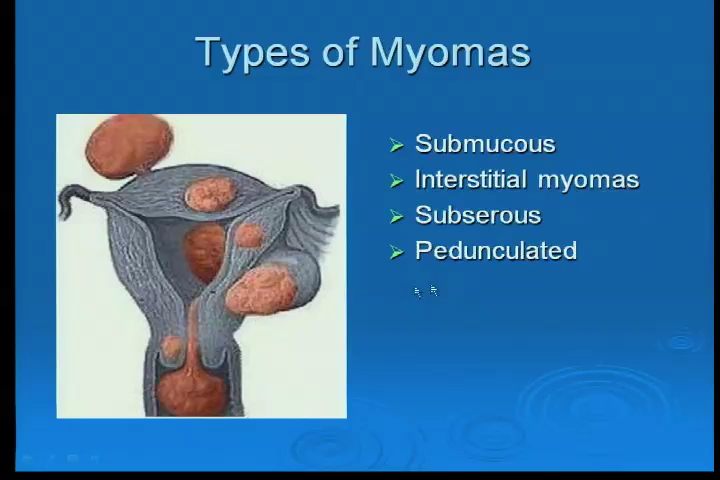 Types of Myomas
Submucous
Interstitial myomas
Subserous
Pedunculated